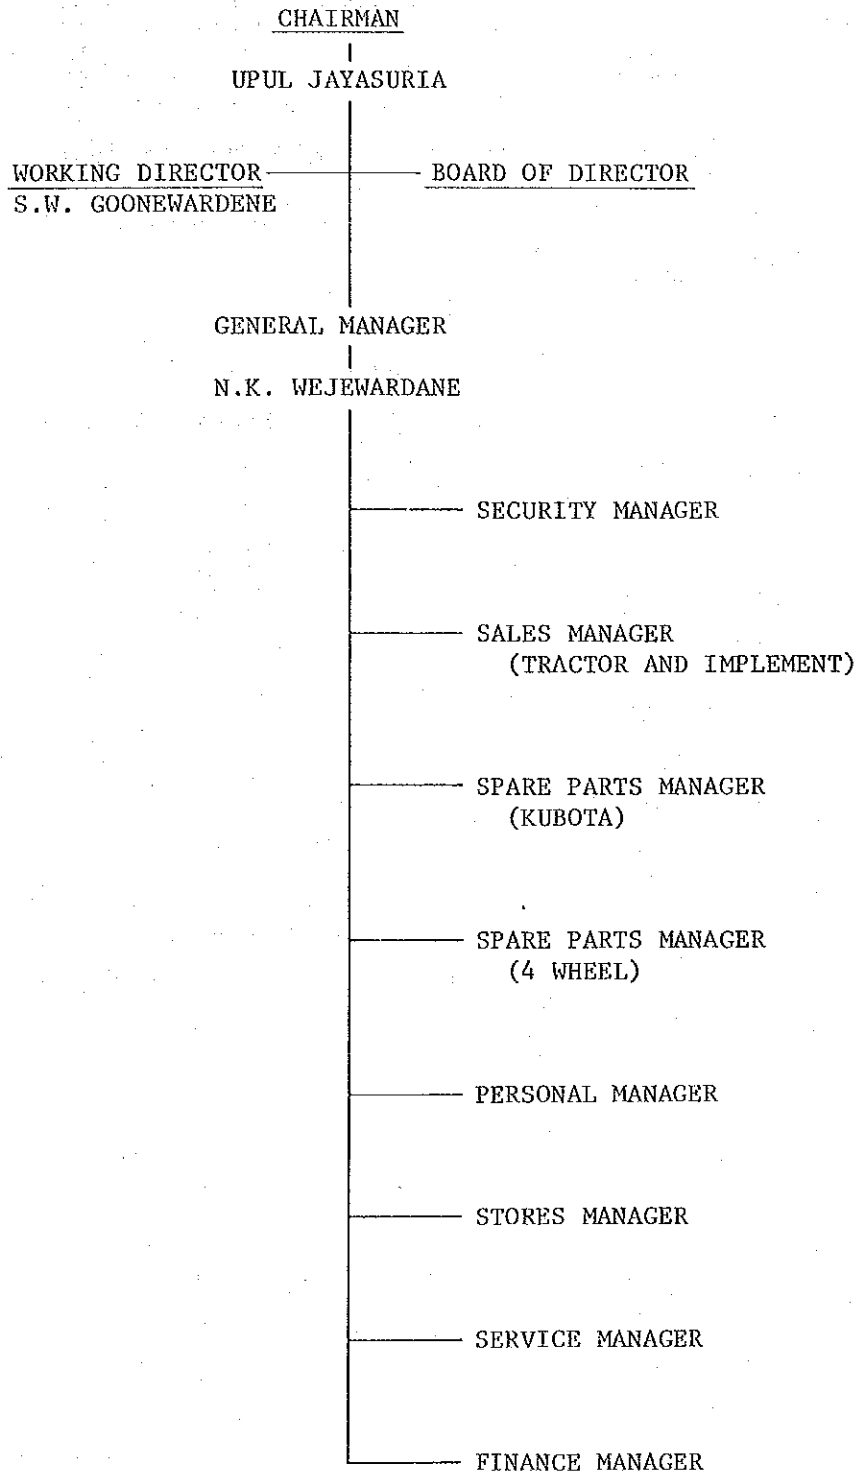 CHAIRMAN
UPUL JAYASURIA
WORKING DIRECTOR
S.W. GOONEWARDENE
BOARD OF DIRECTOR
GENERAL MANAGER
N.K. WEJEWARDANE
SECURITY MANAGER
SALES MANAGER
(TRACTOR AND IMPLEMENT)
SPARE PARTS MANAGER
(KUBOTA)
SPARE PARTS MANAGER
(4 WHEEL)
PERSONAL MANAGER
STORES MANAGER
SERVICE MANAGER
FINANCE MANAGER